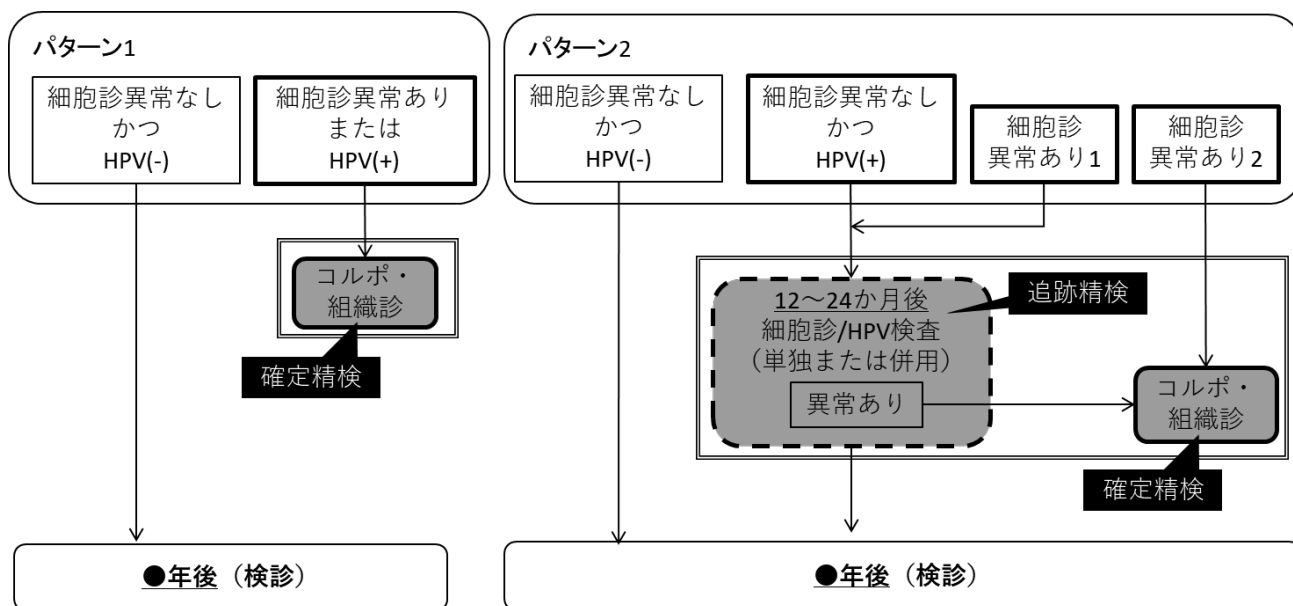 パターン1
細胞診異常なし
かつ
HPV(-)
細胞診異常あり
または
HPV(+)
コルポ・
組織診
確定精検
●年後（検診）
パターン2
細胞診異常なし
かつ
HPV(-)
細胞診異常なし
かつ
HPV(+)
細胞診
異常あり1
細胞診
異常あり2
12～24か月後
細胞診/HPV検査
（単独または併用）
異常あり
追跡精検
コルポ・
組織診
確定精検
●年後（検診）